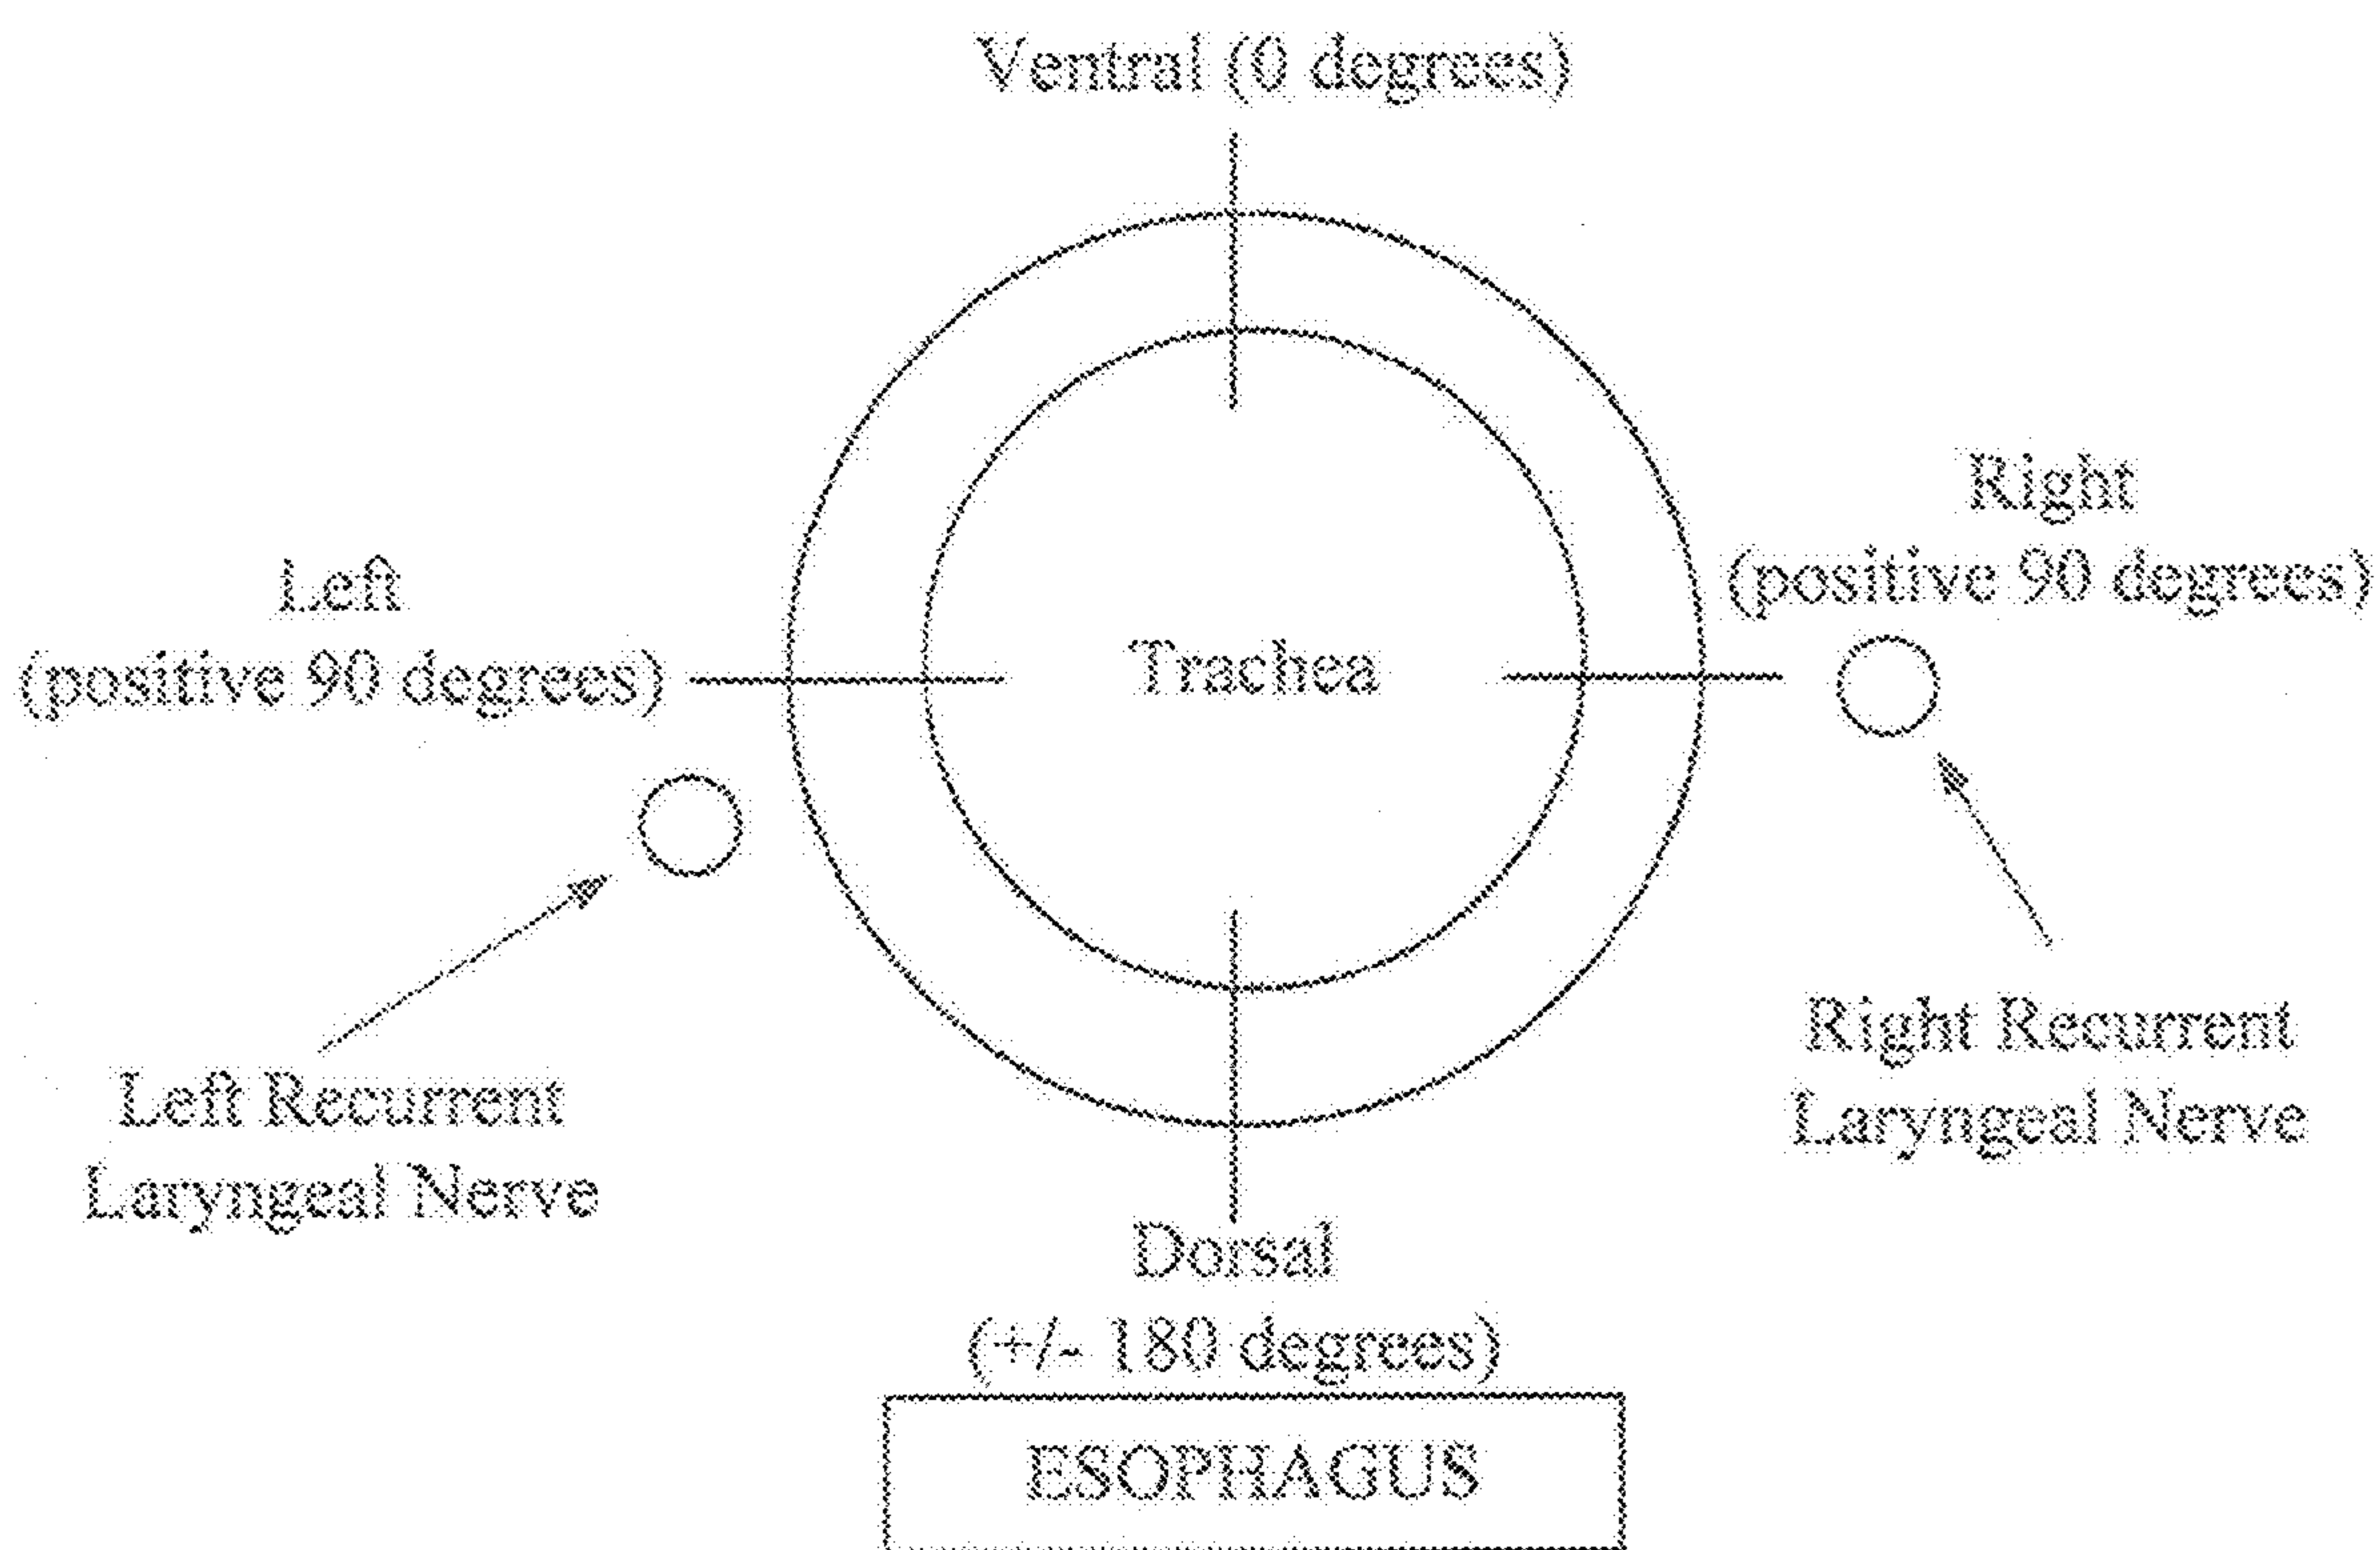 Ventral (0 degrees)
Right
(positive 90 degrees)
Left
(positive 90 degrees)
Trachea
Right Recurrent
Laryngeal Nerve
Left Recurrent
Laryngeal Nerve
Dorsal
(+/- 180 degrees)
ESOPHAGUS